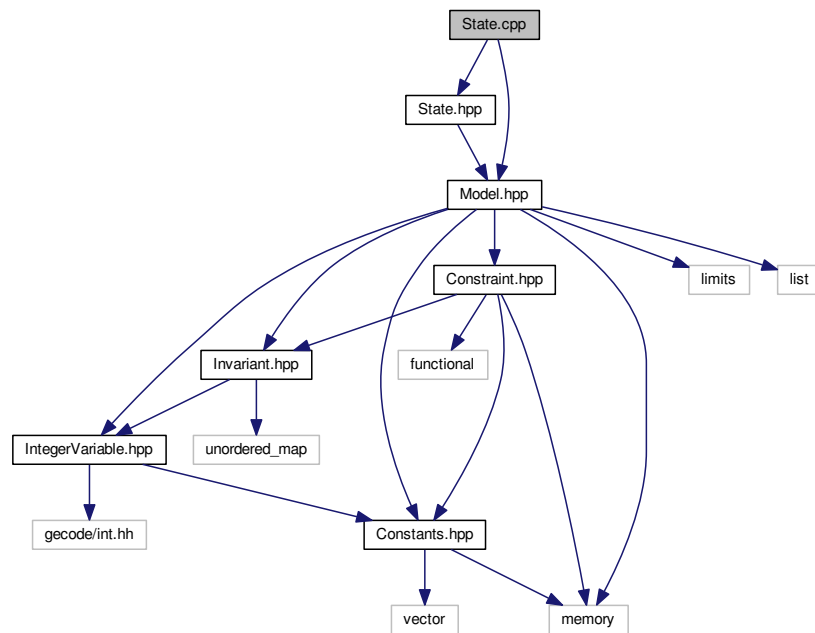 State.cpp
State.hpp
Model.hpp
Constraint.hpp
limits
list
Invariant.hpp
functional
IntegerVariable.hpp
unordered_map
gecode/int.hh
Constants.hpp
vector
memory